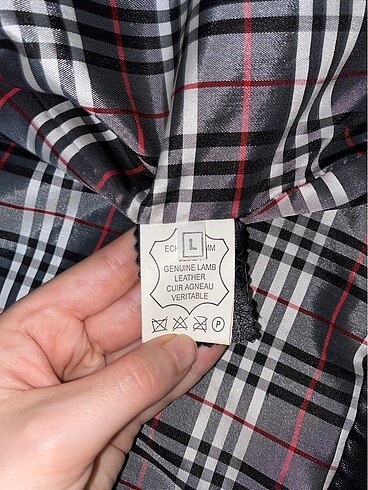 L
GENUINE LAMB
LEATHER
CUIR AGNEAU
VERITABLE
P